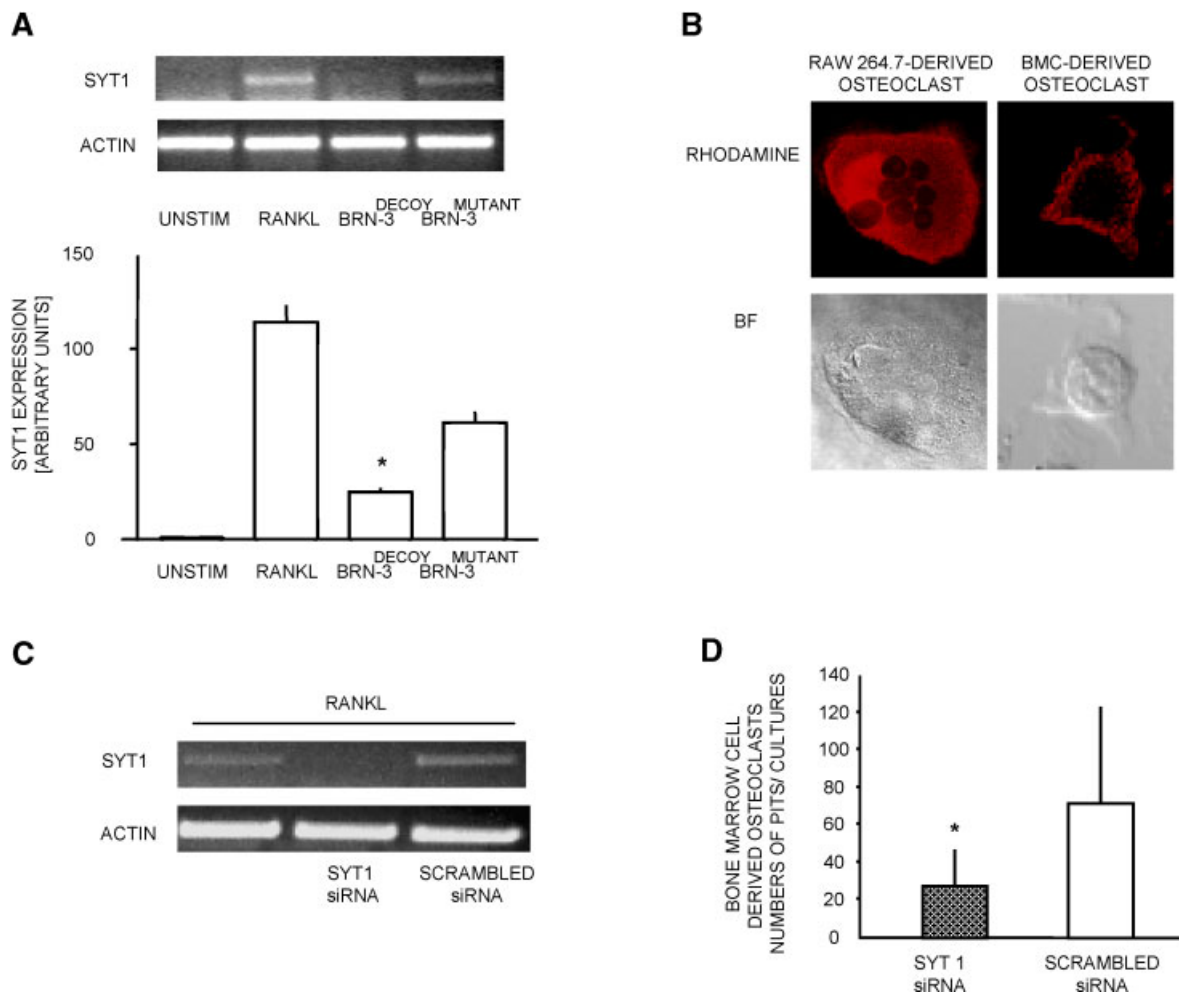 A
SYT1
ACTIN
UNSTIM RANKL BRN-3 DECOY BRN-3 MUTANT
SYT1 EXPRESSION
[ARBITRARY UNITS]
150
100
50
0
*
UNSTIM RANKL BRN-3 DECOY BRN-3 MUTANT
B
RAW 264.7-DERIVED
OSTEOCLAST
BMC-DERIVED
OSTEOCLAST
RHODAMINE
BF
C
RANKL
SYT1
ACTIN
SYT1
siRNA
SCRAMBLED
siRNA
D
BONE MARROW CELL
DERIVED OSTEOCLASTS
NUMBERS OF PITS/ CULTURES
140
120
100
80
60
40
20
0
*
SYT 1
siRNA
SCRAMBLED
siRNA